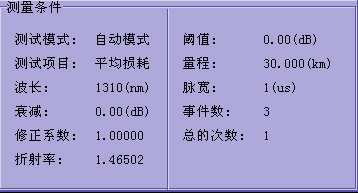 测量条件
测试模式： 自动模式
测试项目： 平均损耗
波长： 1310(nm)
衰减： 0.00(dB)
修正系数： 1.00000
折射率： 1.46502
阈值： 0.00(dB)
量程： 30.000(km)
脉宽： 1(us)
事件数： 3
总的次数： 1